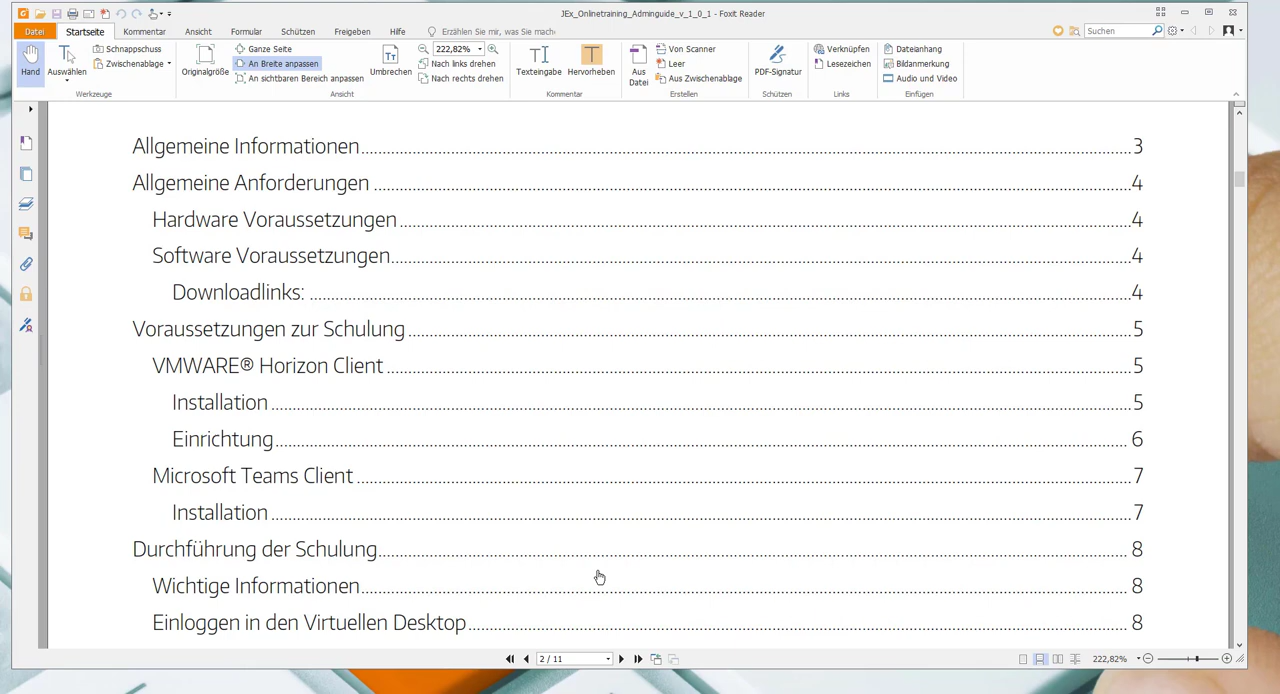 JEx_Onlinetraining_Adminguide_v_1_0_1 - Foxit Reader
Datei Startseite Kommentar Ansicht Formular Schützen Freigeben Hilfe Erzählen Sie mir, was Sie mach Suchen
Hand
Auswählen
Schnappschuss
Zwischenablage
Werkzeuge
Originalgröße
Ganze Seite
An Breite anpassen
An sichtbaren Bereich anpassen
Ansicht
Umbrechen
222,82%
Nach links drehen
Nach rechts drehen
Texteingabe
Hervorheben
Kommentar
Aus
Datei
Von Scanner
Leer
Aus Zwischenablage
Erstellen
PDF-Signatur
Schützen
Verknüpfen
Lesezeichen
Links
Dateianhang
Bildanmerkung
Audio und Video
Einfügen
Allgemeine Informationen 3
Allgemeine Anforderungen 4
Hardware Voraussetzungen 4
Software Voraussetzungen 4
Downloadlinks: 4
Voraussetzungen zur Schulung 5
VMWARE® Horizon Client 5
Installation 5
Einrichtung 6
Microsoft Teams Client 7
Installation 7
Durchführung der Schulung 8
Wichtige Informationen 8
Einloggen in den Virtuellen Desktop 8
2 / 11
222,82%